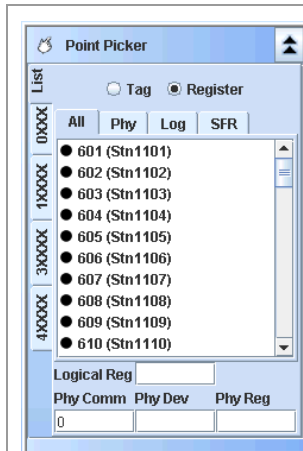 Point Picker
List
0XXX
1XXXX
3XXXX
4XXXX
Tag Register
All Phy Log SFR
601 (Stn1101)
602 (Stn1102)
603 (Stn1103)
604 (Stn1104)
605 (Stn1105)
606 (Stn1106)
607 (Stn1107)
608 (Stn1108)
609 (Stn1109)
610 (Stn1110)
Logical Reg
Phy Comm Phy Dev Phy Reg
0